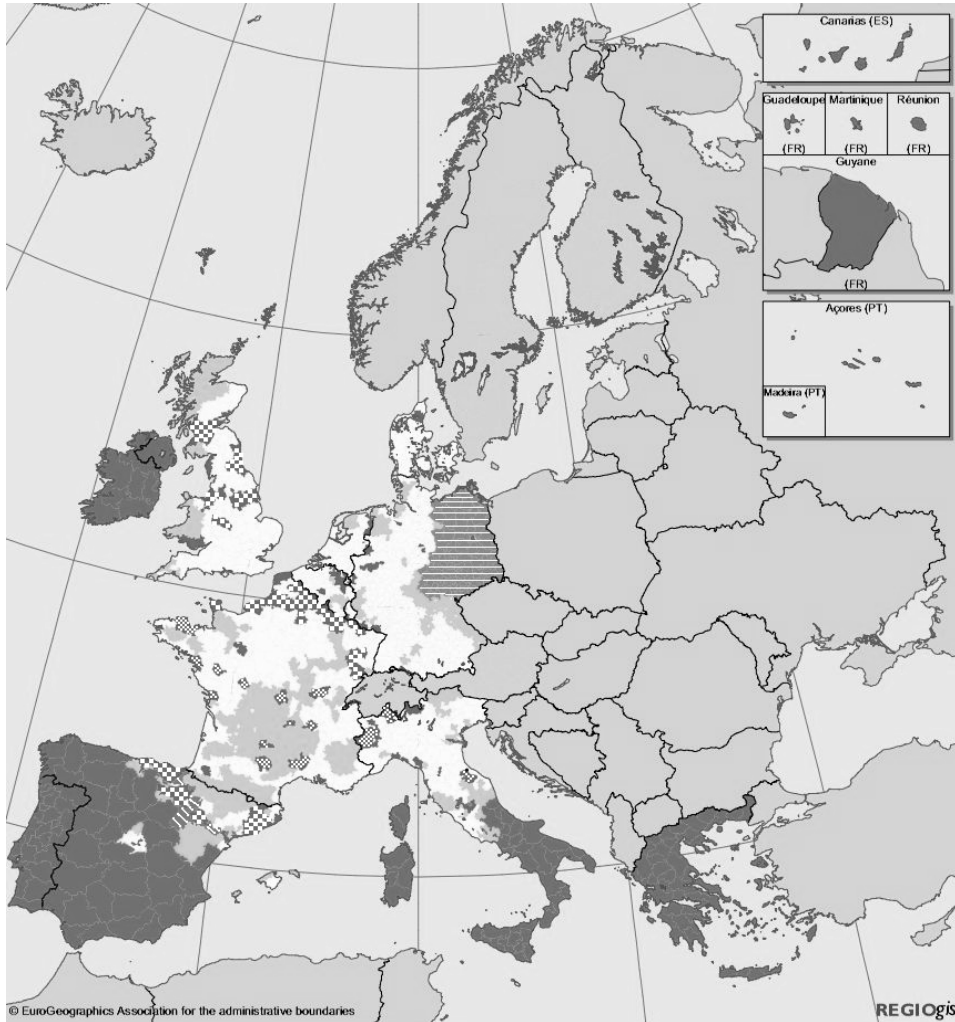 Canarias (ES)
Guadeloupe
Martinique
Réunion
(FR)
(FR)
(FR)
Guyane
(FR)
Açores (PT)
Madeira (PT)
© EuroGeographics Association for the administrative boundaries
REGIOgis